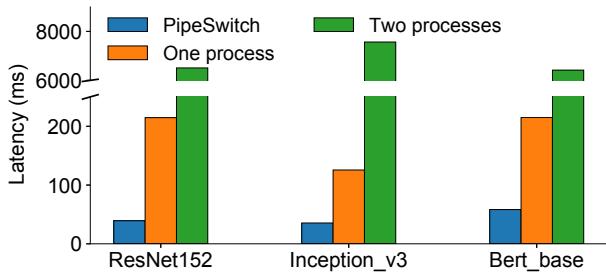 PipeSwitch
Two processes
One process
Latency (ms)
8000
6000
200
100
0
ResNet152
Inception_v3
Bert_base